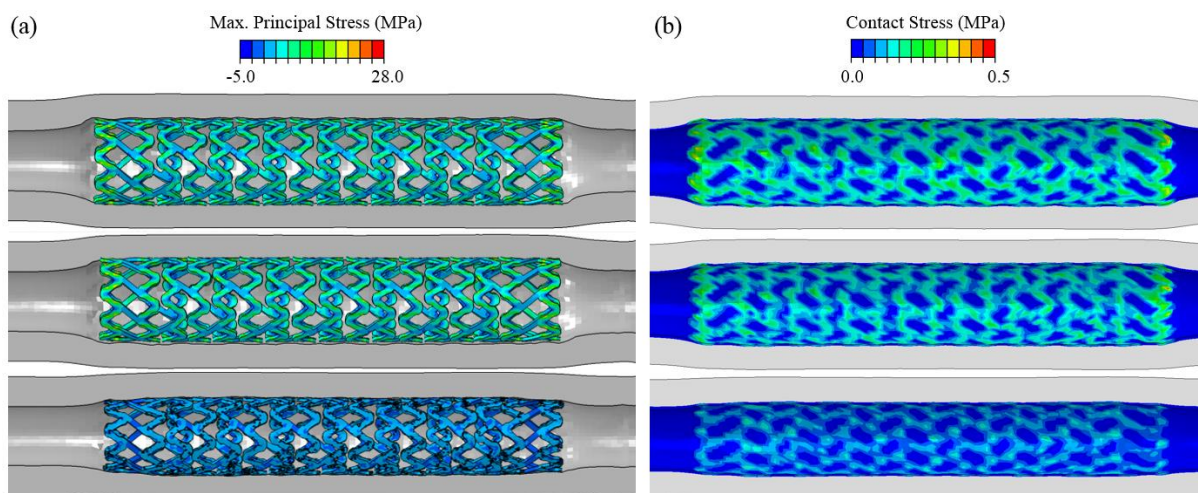 (a)
Max. Principal Stress (MPa)
-5.0 28.0
(b)
Contact Stress (MPa)
0.0 0.5